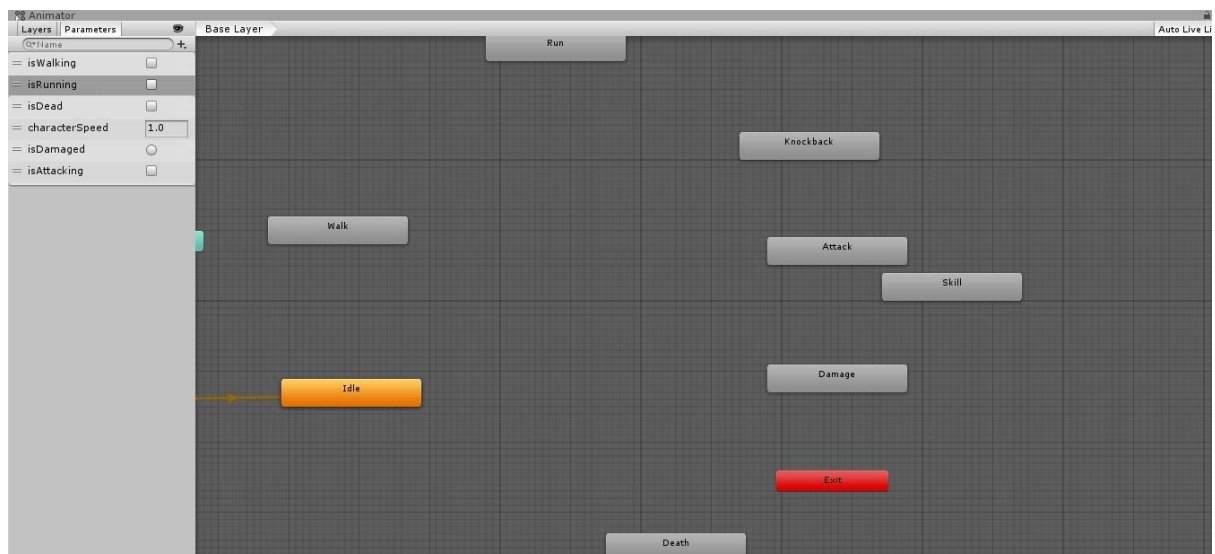 Animator
Layers Parameters
Base Layer
Auto Live Li
Name
isWalking
isRunning
isDead
characterSpeed 1.0
isDamaged
isAttacking
Run
Knockback
Walk
Attack
Skill
Damage
Idle
Exit
Death